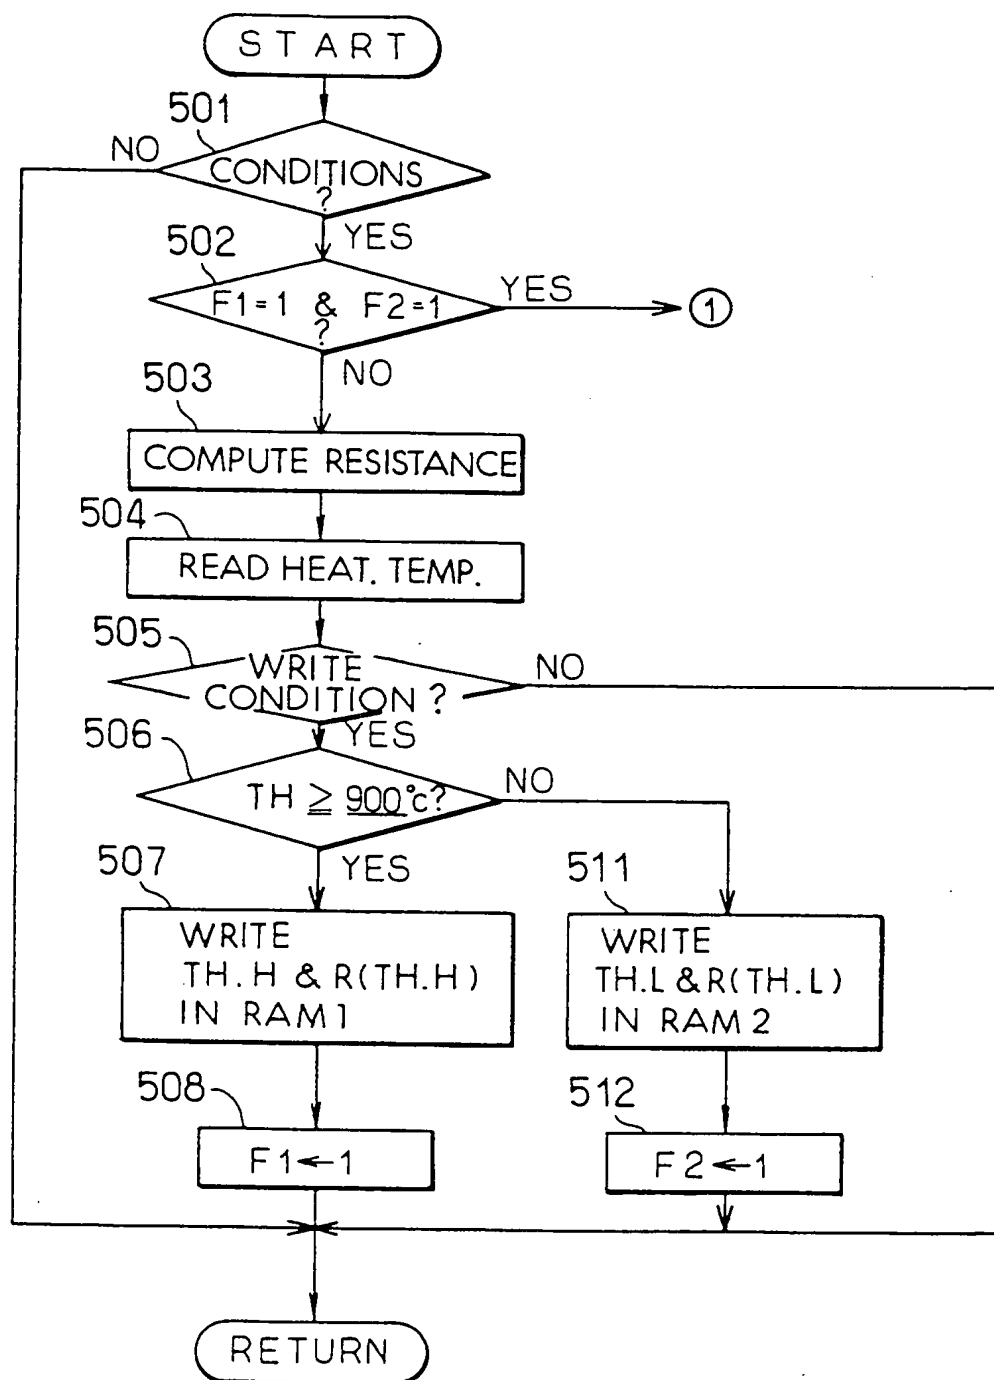 START
501
NO
CONDITIONS
?
YES
502
F1=1 & F2=1
?
YES
1
NO
503
COMPUTE RESISTANCE
504
READ HEAT. TEMP.
505
WRITE
CONDITION ?
NO
YES
506
TH ≧ 900°c?
NO
YES
507
WRITE
TH.H & R(TH.H)
IN RAM1
511
WRITE
TH.L & R(TH.L)
IN RAM 2
508
F1←1
512
F2←1
RETURN